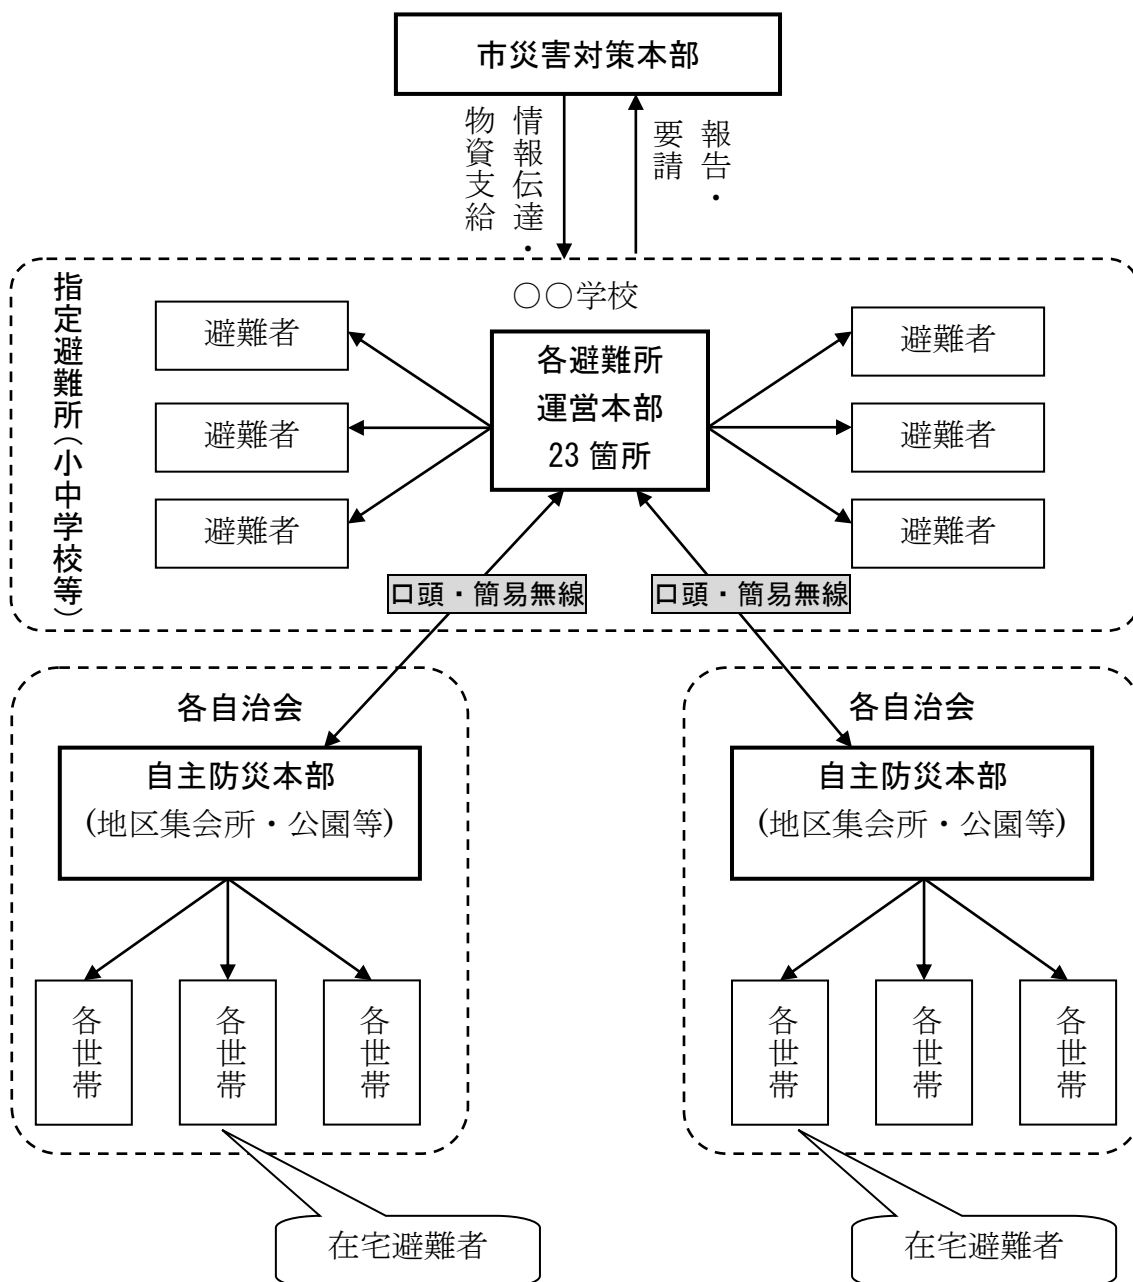 市災害対策本部
情報伝達・
物資支給
報告・
要請
指定避難所(小中学校等)
〇〇学校
避難者
避難者
避難者
各避難所
運営本部
23 箇所
避難者
避難者
避難者
口頭・簡易無線
口頭・簡易無線
各自治会
自主防災本部
(地区集会所・公園等)
各世帯
各世帯
各世帯
在宅避難者
各自治会
自主防災本部
(地区集会所・公園等)
各世帯
各世帯
各世帯
在宅避難者